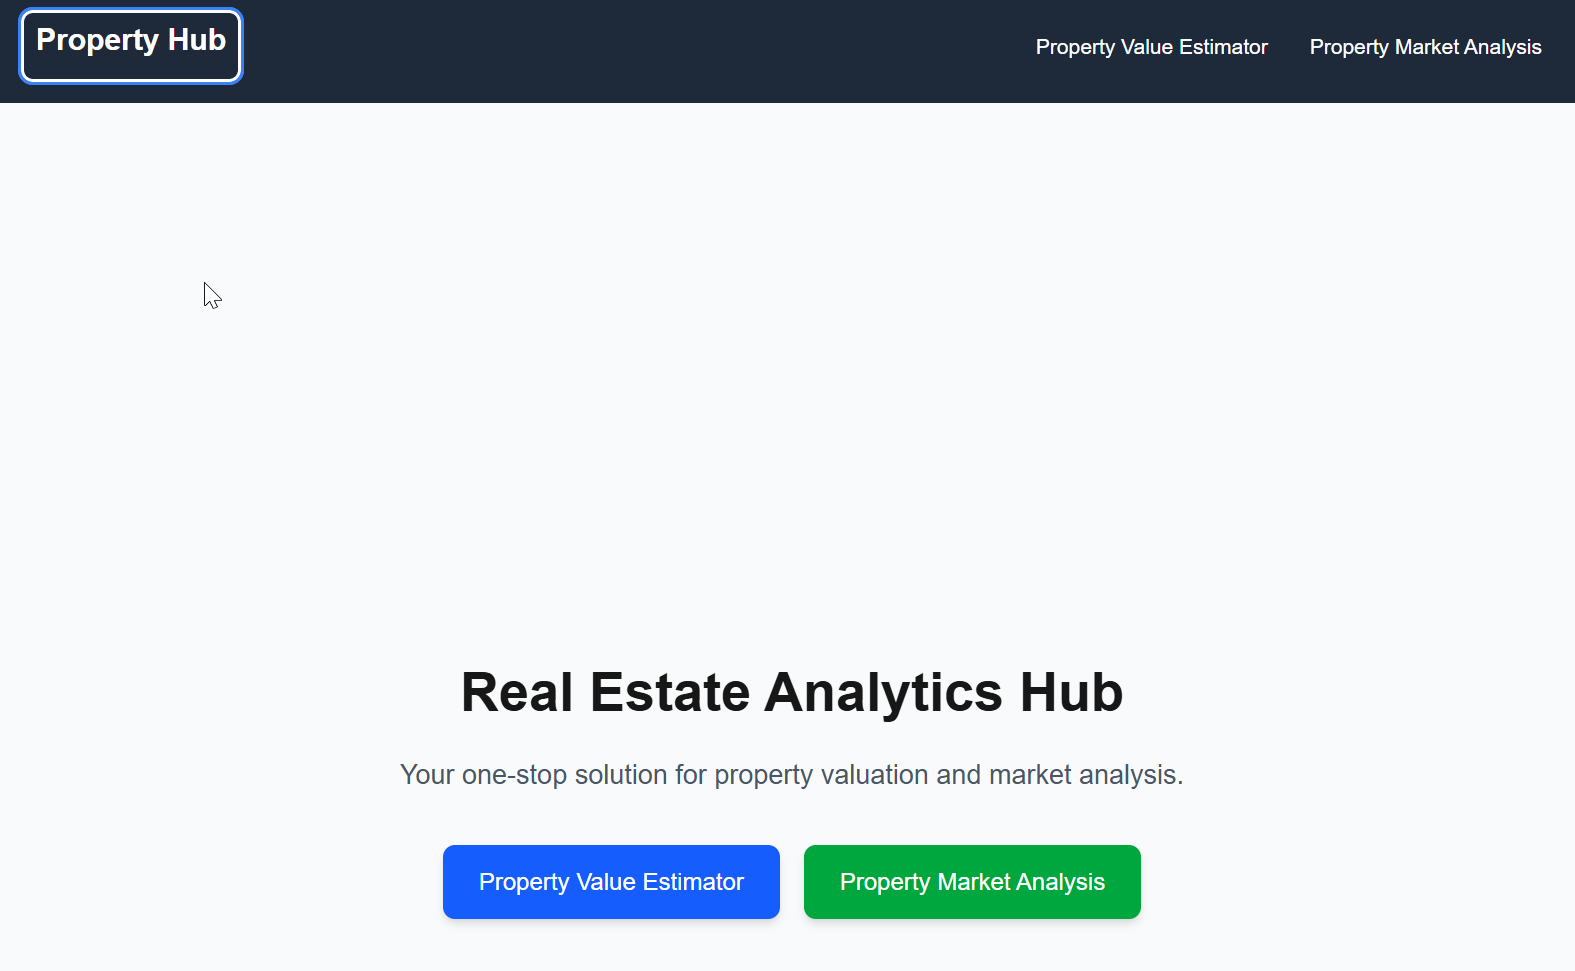 Property Hub
Property Value Estimator
Property Market Analysis
Real Estate Analytics Hub
Your one-stop solution for property valuation and market analysis.
Property Value Estimator
Property Market Analysis